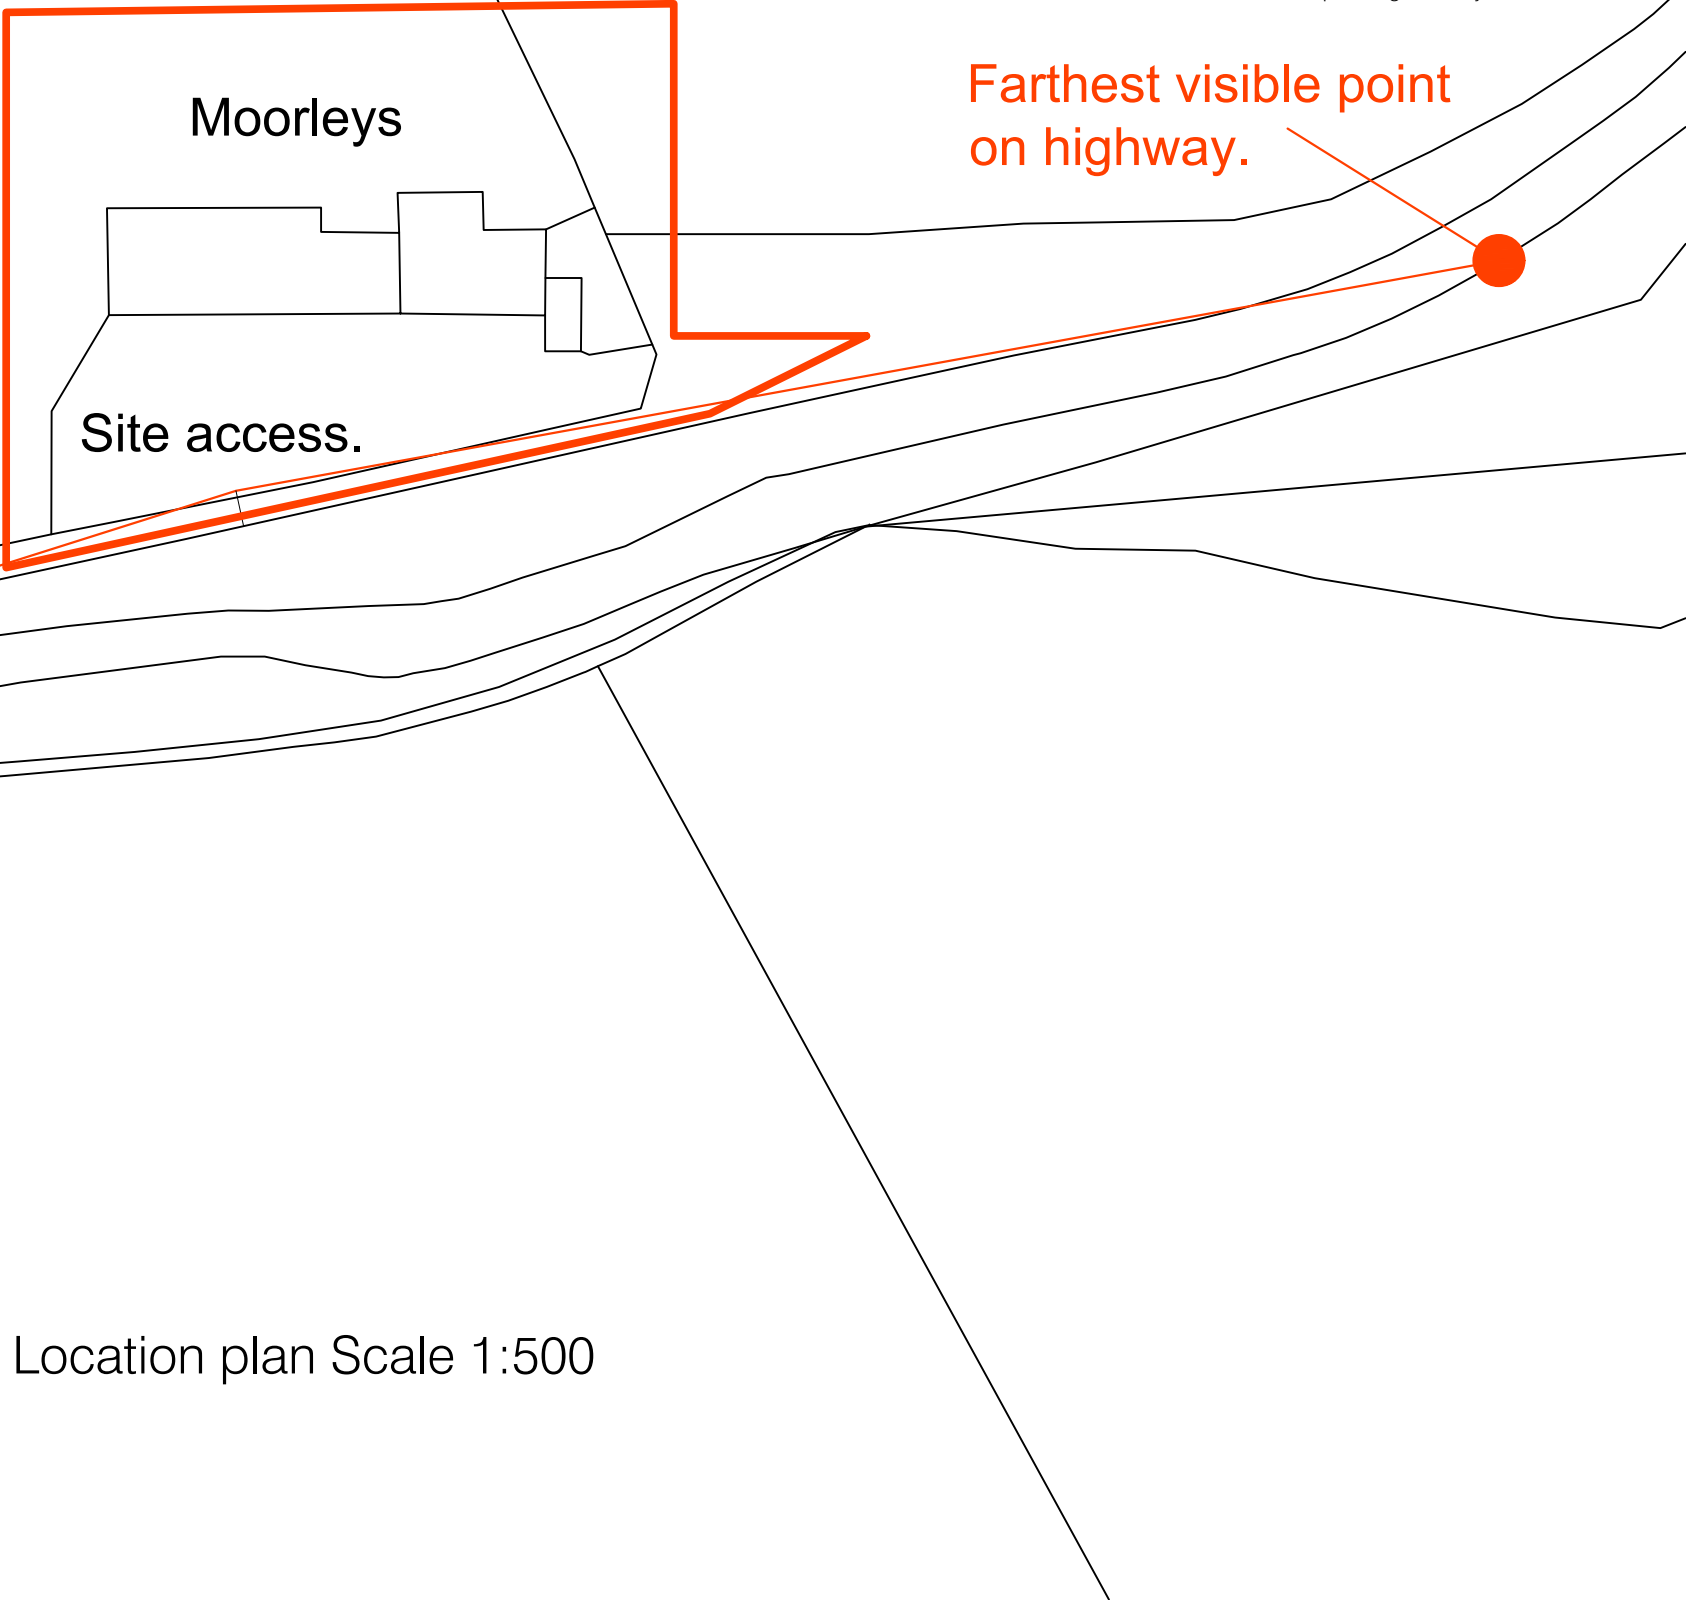 Moorleys
Farthest visible point
on highway.
Site access.
Location plan Scale 1:500